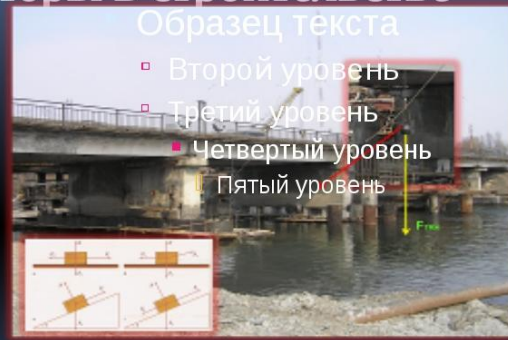 Образец текста
Второй уровень
Третий уровень
Четвертый уровень
Пятый уровень